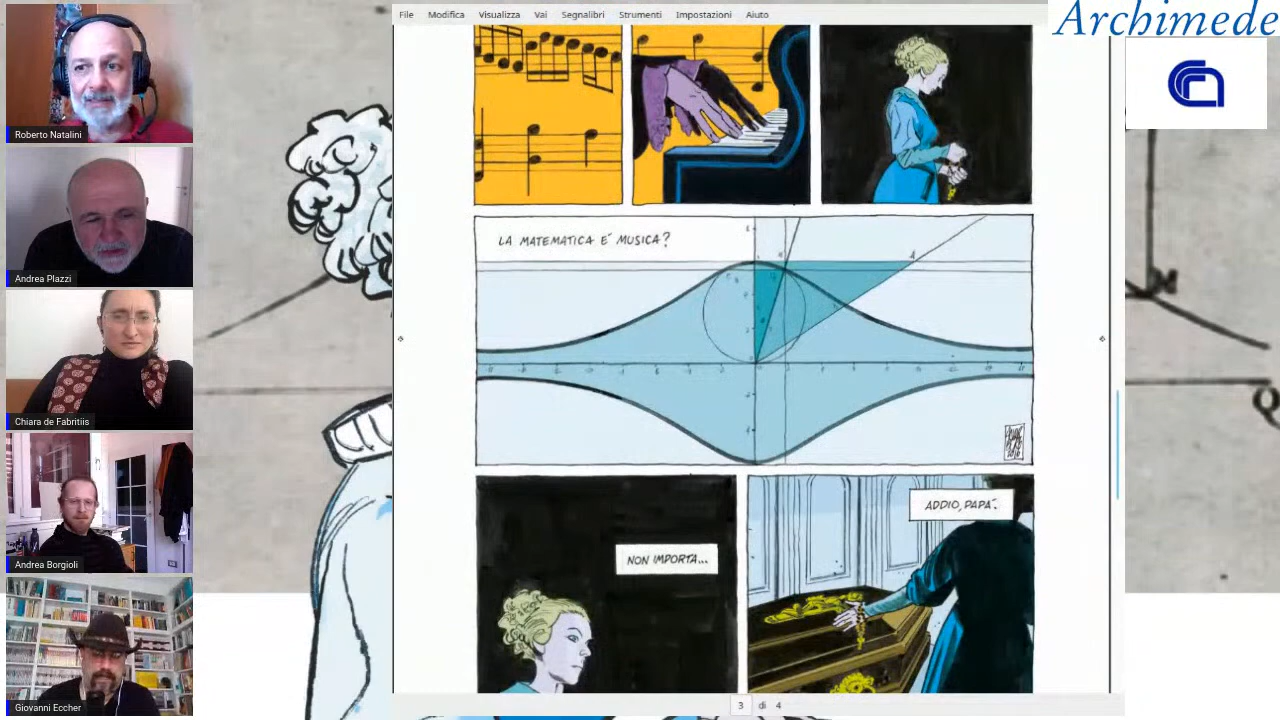 File Modifica Visualizza Vai Segnalibri Strumenti Impostazioni Aiuto
Archimede
Roberto Natalini
Andrea Plazzi
Chiara de Fabritiis
Andrea Borgioli
Giovanni Eccher
LA MATEMATICA E' MUSICA?
NON IMPORTA...
ADDIO, PAPA'.
M
Q
3 di 4